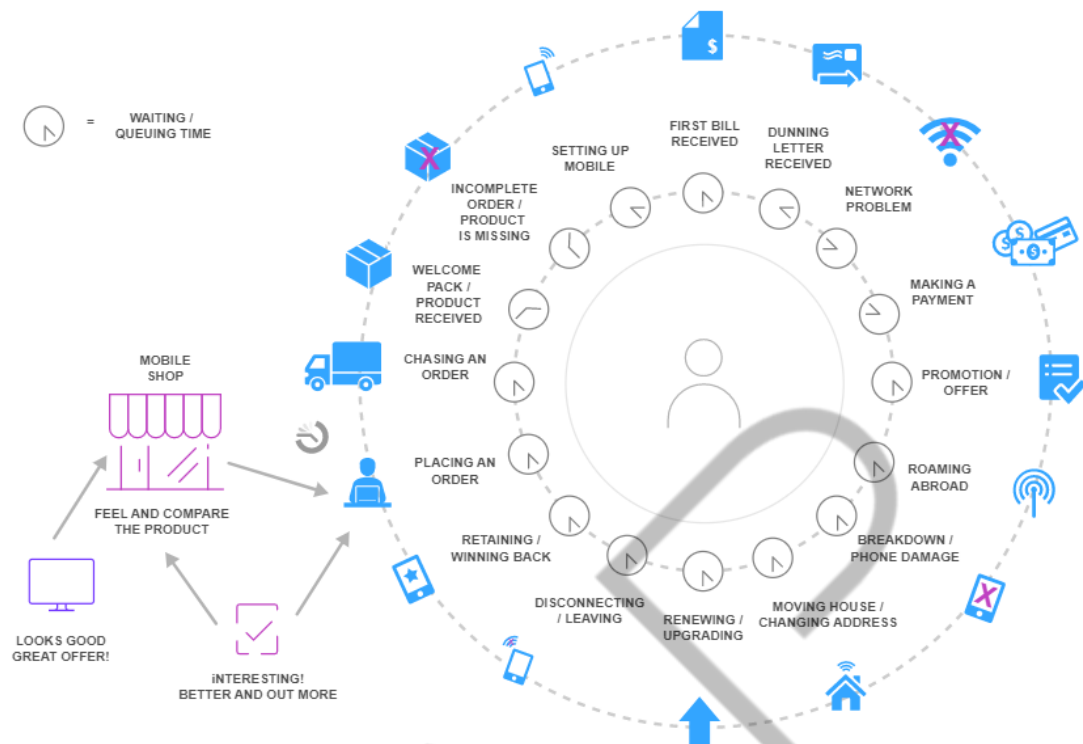 =
WAITING /
QUEUING TIME
FIRST BILL
RECEIVED
DUNNING
LETTER
RECEIVED
NETWORK
PROBLEM
MAKING A
PAYMENT
PROMOTION /
OFFER
ROAMING
ABROAD
BREAKDOWN /
PHONE DAMAGE
MOVING HOUSE /
CHANGING ADDRESS
RENEWING /
UPGRADING
DISCONNECTING
/ LEAVING
RETAINING /
WINNING BACK
PLACING AN
ORDER
CHASING AN
ORDER
WELCOME
PACK /
PRODUCT
RECEIVED
INCOMPLETE
ORDER /
PRODUCT
IS MISSING
SETTING UP
MOBILE
$
X
X
$
$
$
X
MOBILE
SHOP
FEEL AND COMPARE
THE PRODUCT
LOOKS GOOD
GREAT OFFER!
iNTERESTING!
BETTER AND OUT MORE